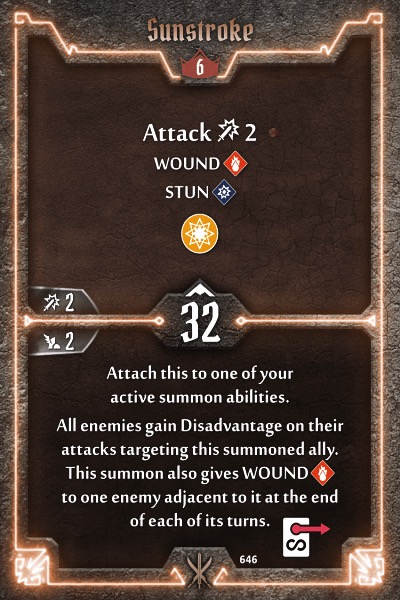 Sunstroke
6
Attack 2
WOUND
STUN
2
32
2
Attach this to one of your
active summon abilities.
All enemies gain Disadvantage on their
attacks targeting this summoned ally.
This summon also gives WOUND
to one enemy adjacent to it at the end
of each of its turns.
S
646